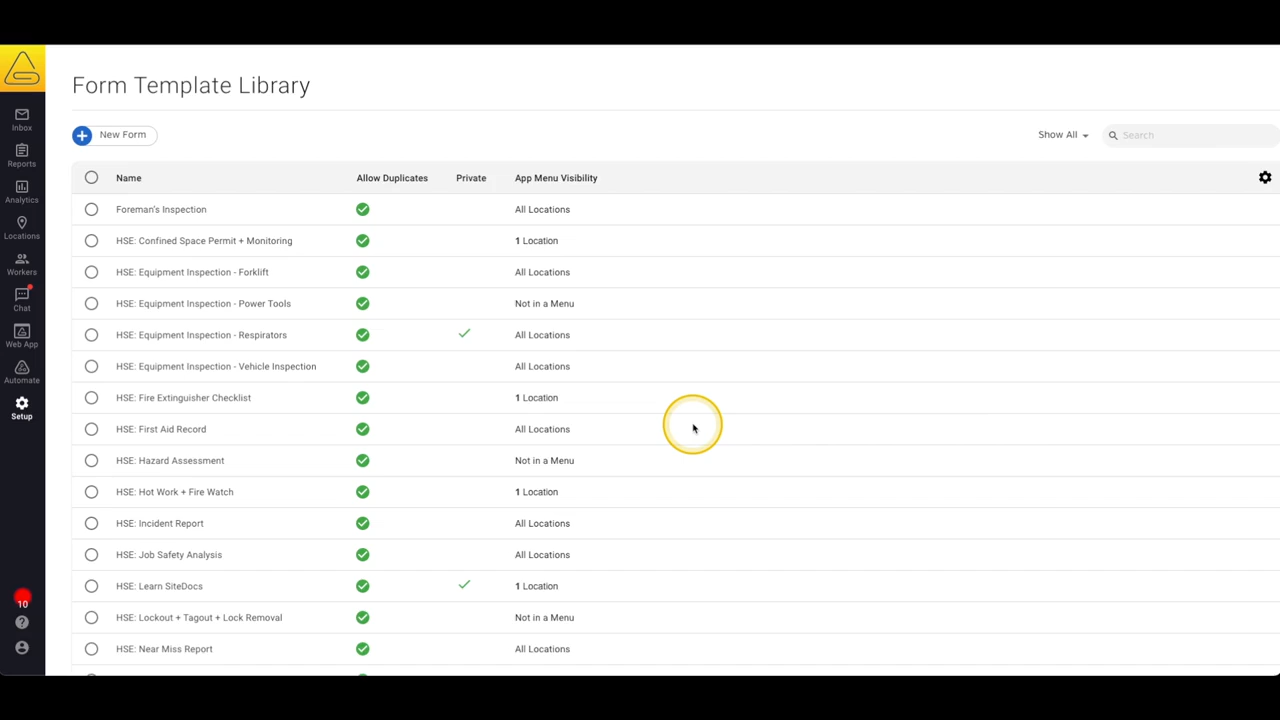 Form Template Library
Inbox
Reports
Analytics
Locations
Workers
Chat
Web App
Automate
Setup
10
New Form
Show All
Search
Name Allow Duplicates Private App Menu Visibility
Foreman's Inspection All Locations
HSE: Confined Space Permit + Monitoring 1 Location
HSE: Equipment Inspection - Forklift All Locations
HSE: Equipment Inspection - Power Tools Not in a Menu
HSE: Equipment Inspection - Respirators All Locations
HSE: Equipment Inspection - Vehicle Inspection All Locations
HSE: Fire Extinguisher Checklist 1 Location
HSE: First Aid Record All Locations
HSE: Hazard Assessment Not in a Menu
HSE: Hot Work + Fire Watch 1 Location
HSE: Incident Report All Locations
HSE: Job Safety Analysis All Locations
HSE: Learn SiteDocs 1 Location
HSE: Lockout + Tagout + Lock Removal Not in a Menu
HSE: Near Miss Report All Locations